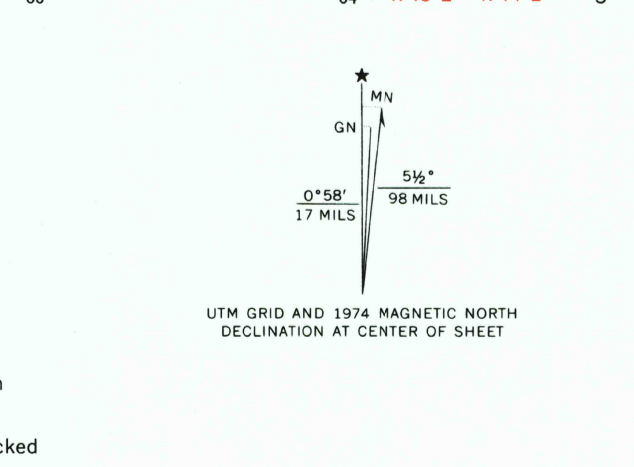 MN
GN
5½°
98 MILS
0°58'
17 MILS
UTM GRID AND 1974 MAGNETIC NORTH
DECLINATION AT CENTER OF SHEET
cked